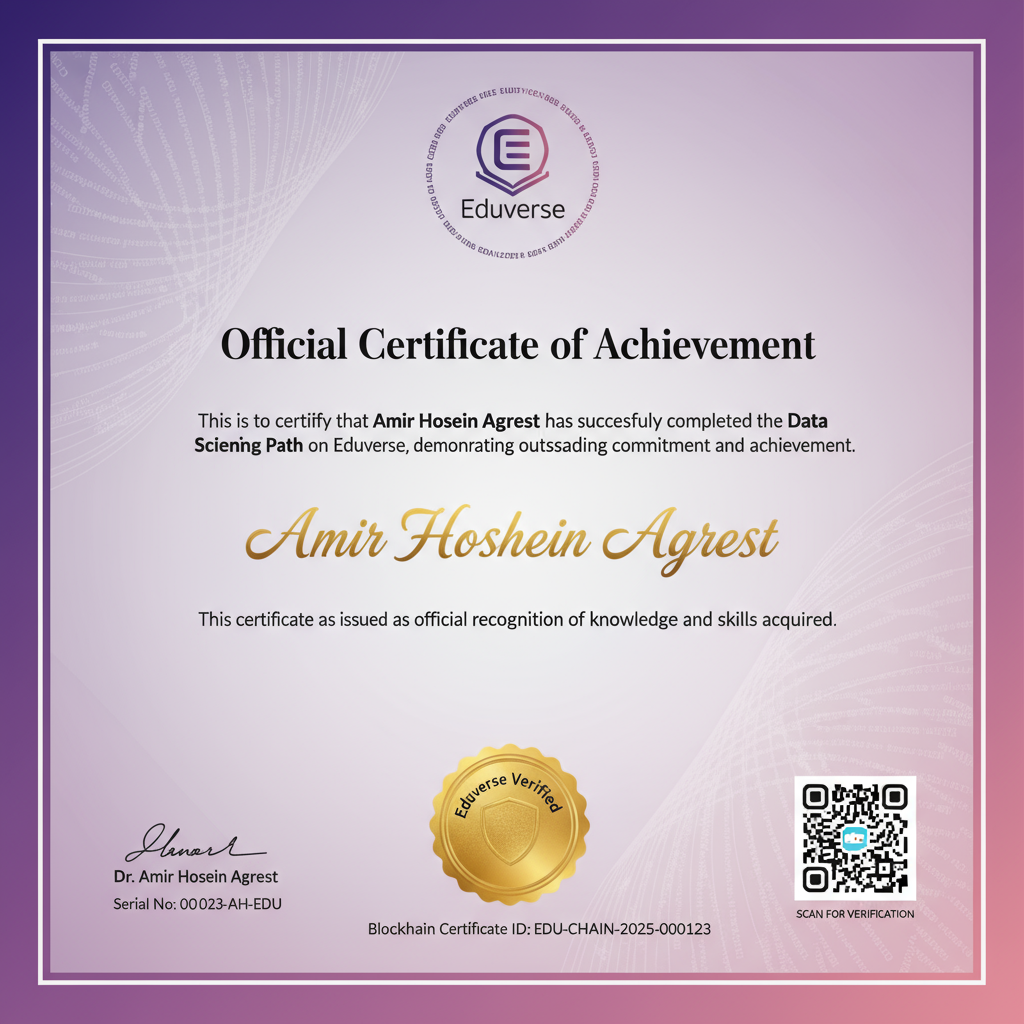 Eduverse
Official Certificate of Achievement
This is to certiify that Amir Hosein Agrest has succesfuly completed the Data
Sciening Path on Eduverse, demonrating outssading commitment and achievement.
Amir Hoshein Agrest
This certificate as issued as official recognition of knowledge and skills acquired.
Eduverse Verified
Dr. Amir Hosein Agrest
Serial No: 00023-AH-EDU
SCAN FOR VERIFICATION
Blockhain Certificate ID: EDU-CHAIN-2025-000123